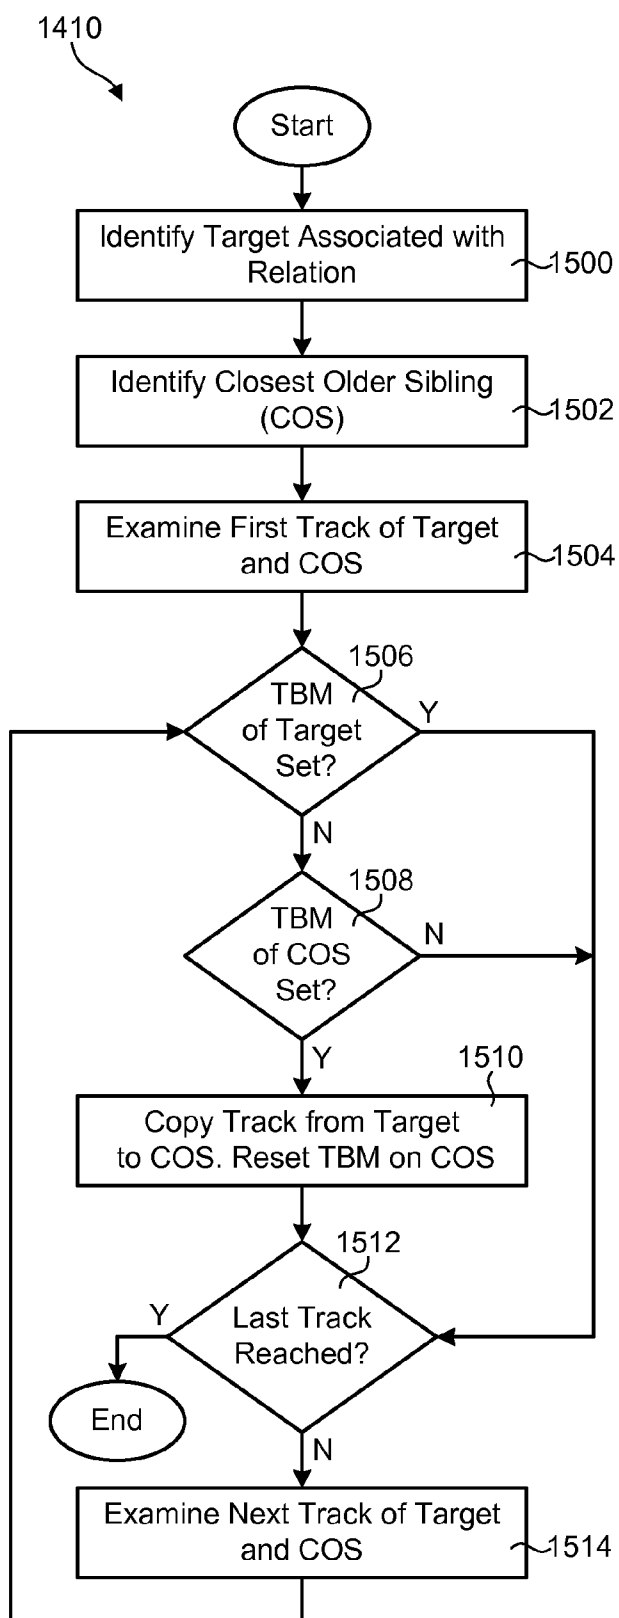 1410
Start
Identify Target Associated with
Relation
1500
Identify Closest Older Sibling
(COS)
1502
Examine First Track of Target
and COS
1504
1506
TBM
of Target
Set?
Y
N
1508
TBM
of COS
Set?
N
Y
1510
Copy Track from Target
to COS. Reset TBM on COS
1512
Last Track
Reached?
Y
End
N
Examine Next Track of Target
and COS
1514